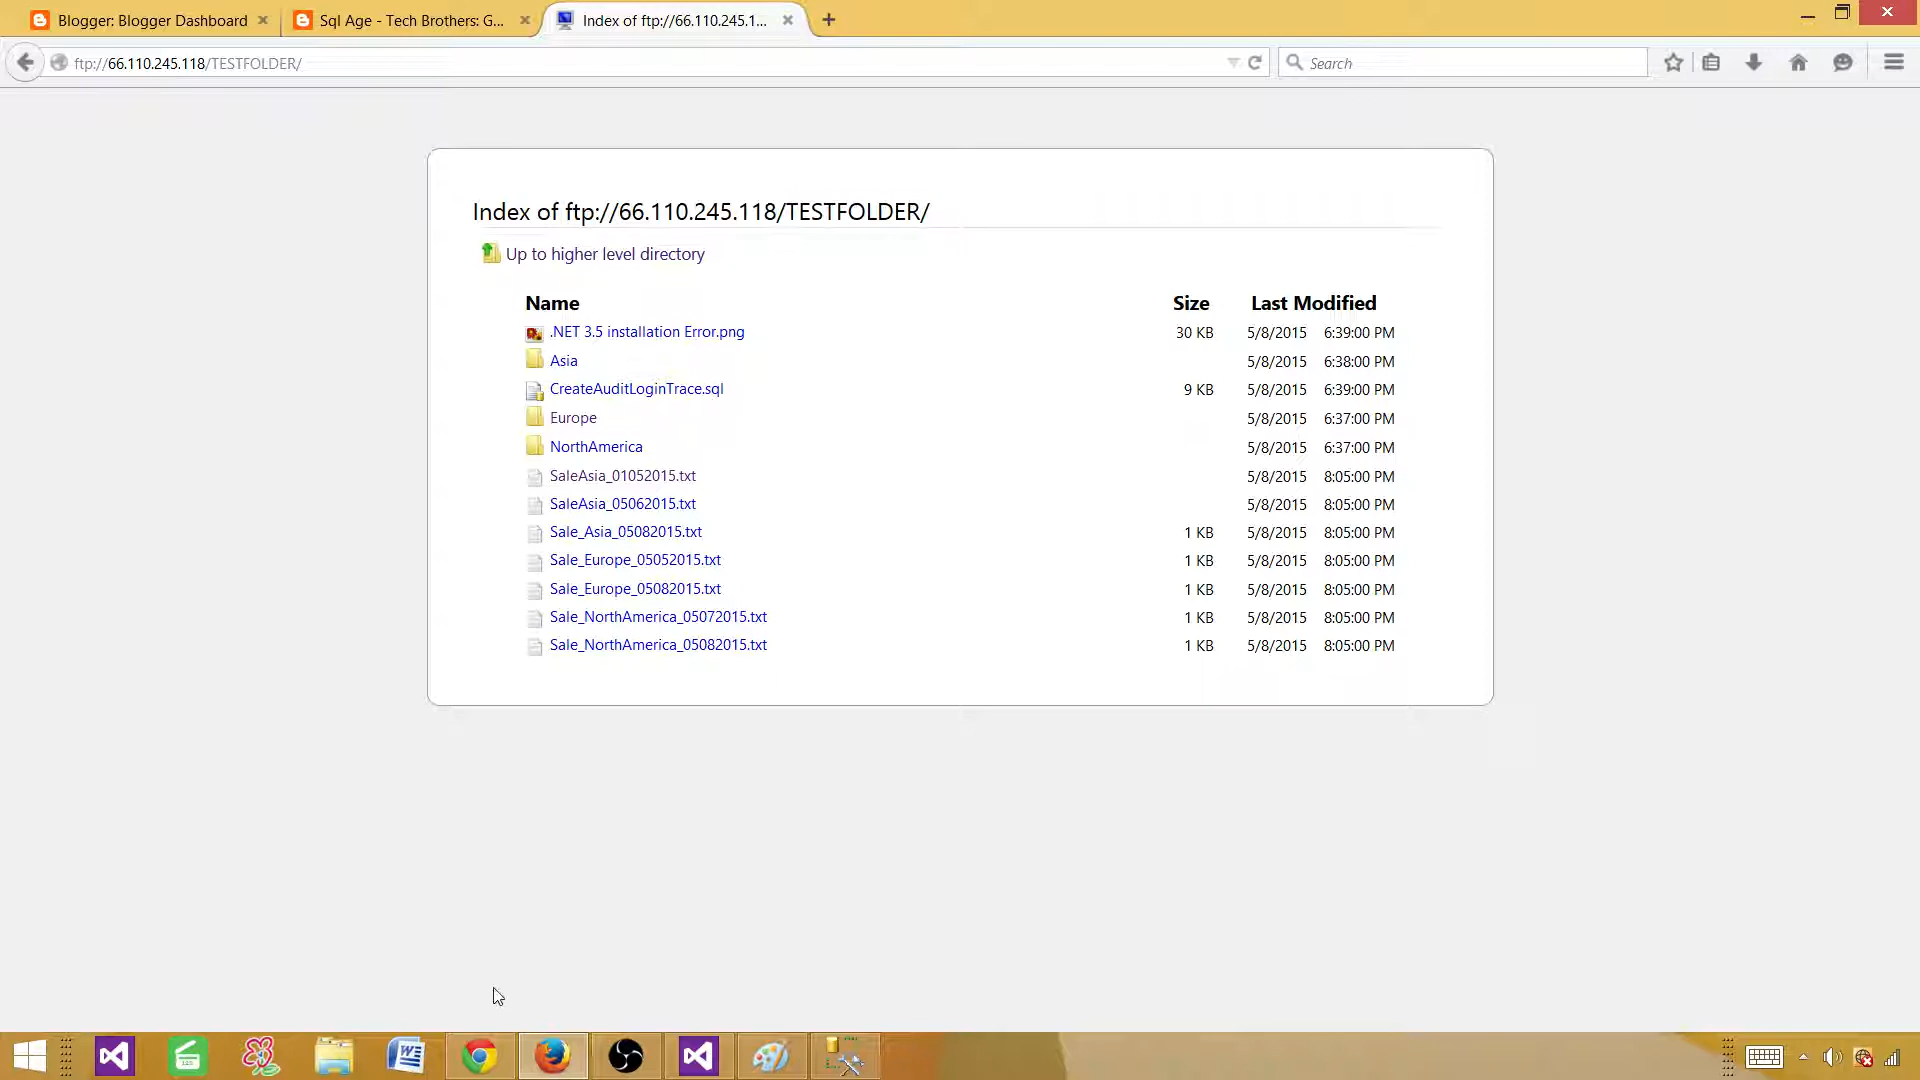 Blogger: Blogger Dashboard
Sql Age - Tech Brothers: G...
Index of ftp://66.110.245.1...
ftp://66.110.245.118/TESTFOLDER/
Search
Index of ftp://66.110.245.118/TESTFOLDER/
Up to higher level directory
Name Size Last Modified
.NET 3.5 installation Error.png 30 KB 5/8/2015 6:39:00 PM
Asia 5/8/2015 6:38:00 PM
CreateAuditLoginTrace.sql 9 KB 5/8/2015 6:39:00 PM
Europe 5/8/2015 6:37:00 PM
NorthAmerica 5/8/2015 6:37:00 PM
SaleAsia_01052015.txt 5/8/2015 8:05:00 PM
SaleAsia_05062015.txt 5/8/2015 8:05:00 PM
Sale_Asia_05082015.txt 1 KB 5/8/2015 8:05:00 PM
Sale_Europe_05052015.txt 1 KB 5/8/2015 8:05:00 PM
Sale_Europe_05082015.txt 1 KB 5/8/2015 8:05:00 PM
Sale_NorthAmerica_05072015.txt 1 KB 5/8/2015 8:05:00 PM
Sale_NorthAmerica_05082015.txt 1 KB 5/8/2015 8:05:00 PM